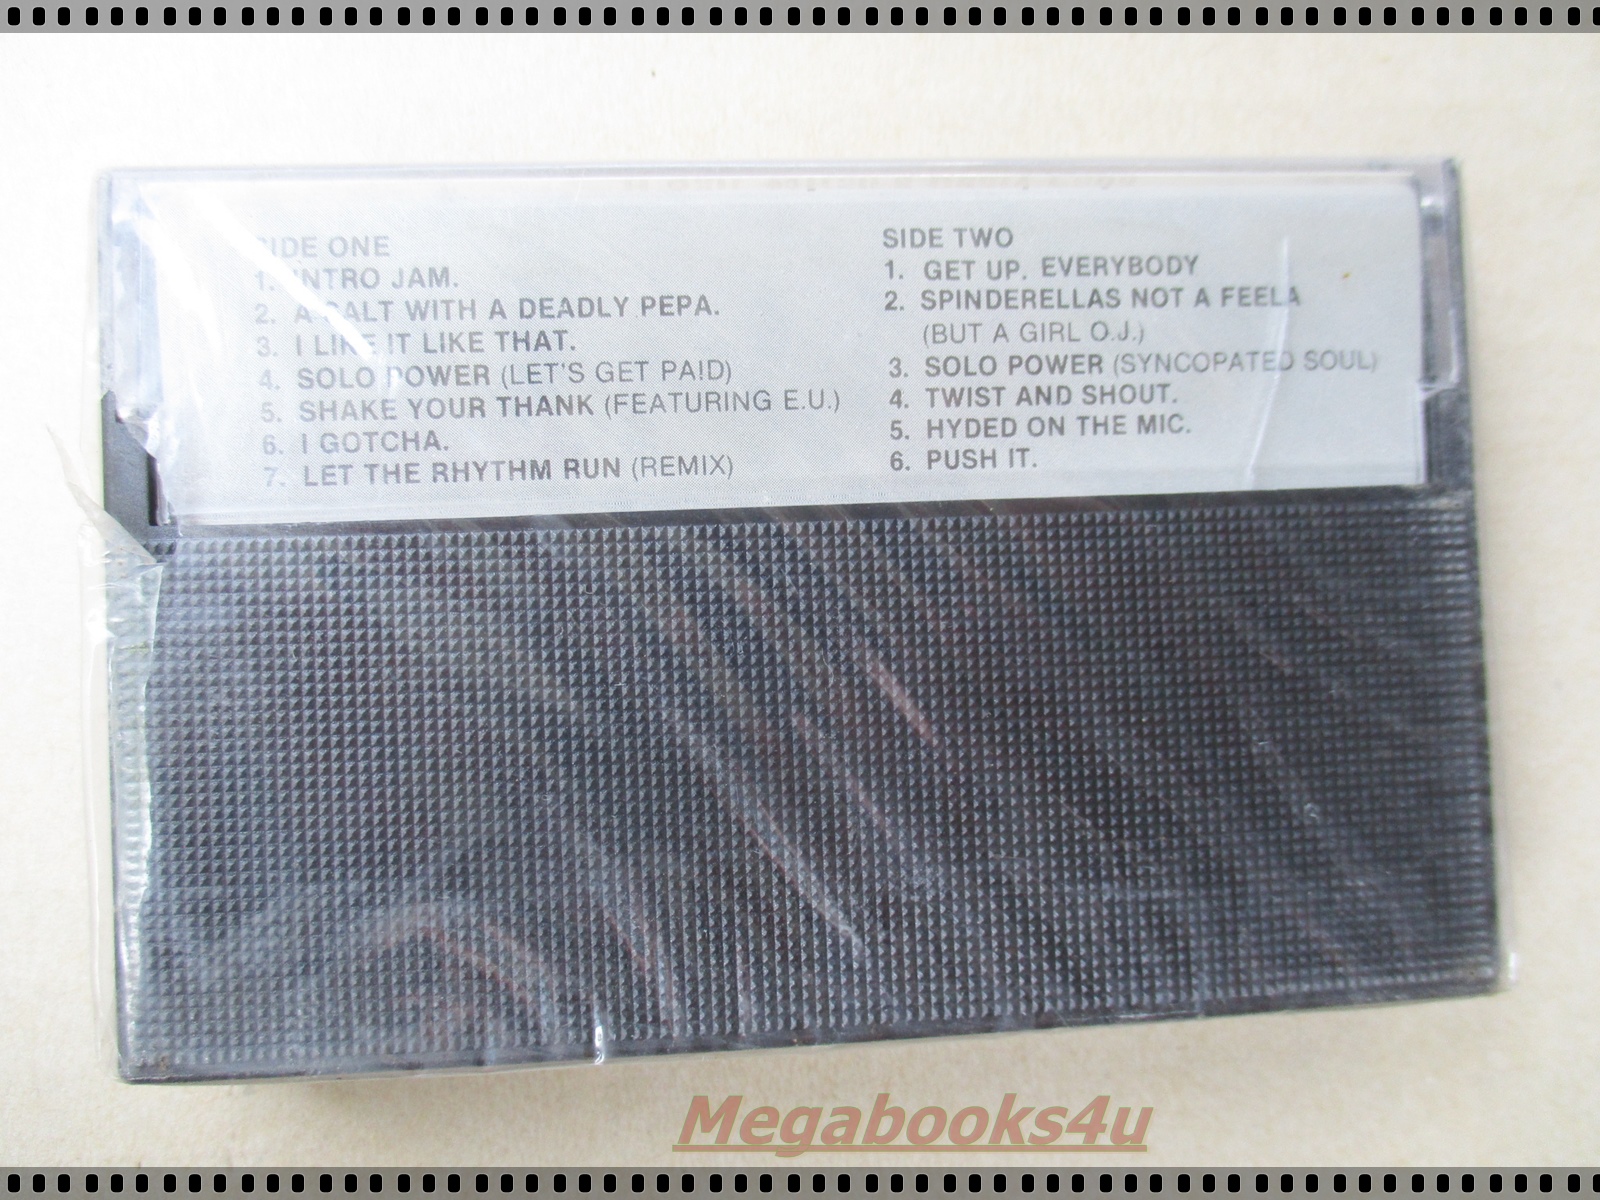 SIDE ONE
1. INTRO JAM.
2. A SALT WITH A DEADLY PEPA.
3. I LIKE IT LIKE THAT.
4. SOLO POWER (LET'S GET PAID)
5. SHAKE YOUR THANK (FEATURING E.U.)
6. I GOTCHA.
7. LET THE RHYTHM RUN (REMIX)
SIDE TWO
1. GET UP. EVERYBODY
2. SPINDERELLAS NOT A FEELA
(BUT A GIRL O.J.)
3. SOLO POWER (SYNCOPATED SOUL)
4. TWIST AND SHOUT.
5. HYDED ON THE MIC.
6. PUSH IT.
Megabooks4u